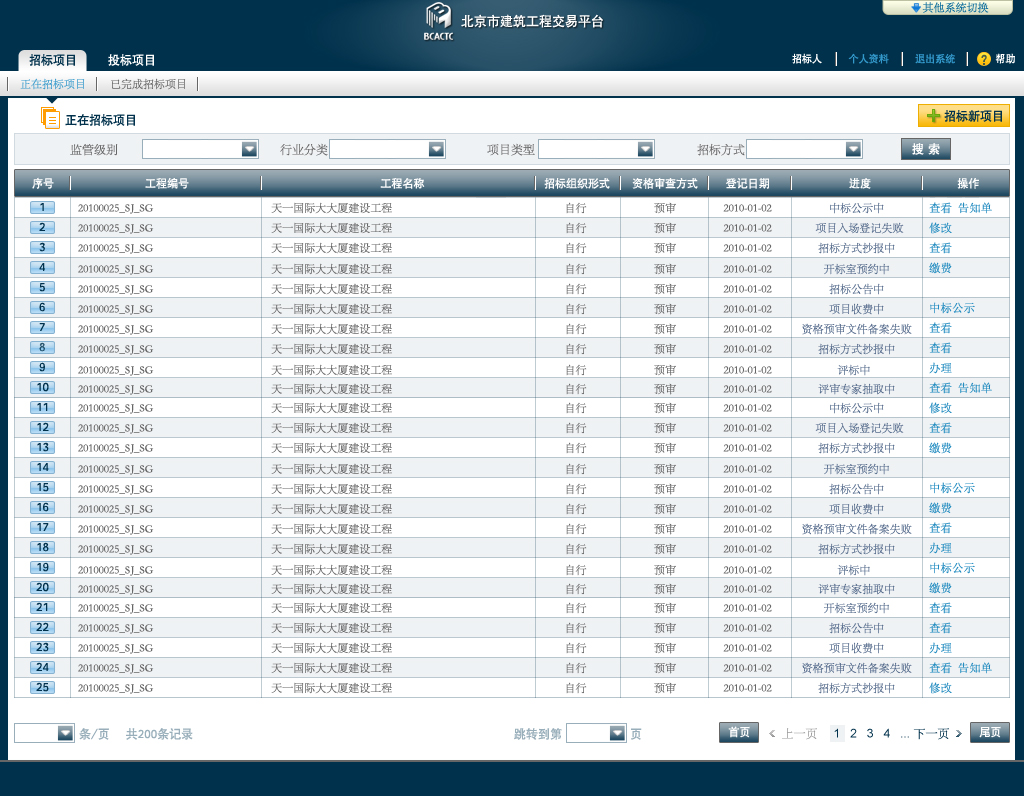 其他系统切换
BCACTC 北京市建筑工程交易平台
招标项目 投标项目 招标人 个人资料 退出系统 ? 帮助
正在招标项目 已完成招标项目
正在招标项目 招标新项目
监管级别 行业分类 项目类型 招标方式 搜 索
序号 工程编号 工程名称 招标组织形式 资格审查方式 登记日期 进度 操作
1 20100025_SJ_SG 天一国际大大厦建设工程 自行 预审 2010-01-02 中标公示中 查看 告知单
2 20100025_SJ_SG 天一国际大大厦建设工程 自行 预审 2010-01-02 项目入场登记失败 修改
3 20100025_SJ_SG 天一国际大大厦建设工程 自行 预审 2010-01-02 招标方式抄报中 查看
4 20100025_SJ_SG 天一国际大大厦建设工程 自行 预审 2010-01-02 开标室预约中 缴费
5 20100025_SJ_SG 天一国际大大厦建设工程 自行 预审 2010-01-02 招标公告中
6 20100025_SJ_SG 天一国际大大厦建设工程 自行 预审 2010-01-02 项目收费中 中标公示
7 20100025_SJ_SG 天一国际大大厦建设工程 自行 预审 2010-01-02 资格预审文件备案失败 查看
8 20100025_SJ_SG 天一国际大大厦建设工程 自行 预审 2010-01-02 招标方式抄报中 查看
9 20100025_SJ_SG 天一国际大大厦建设工程 自行 预审 2010-01-02 评标中 办理
10 20100025_SJ_SG 天一国际大大厦建设工程 自行 预审 2010-01-02 评审专家抽取中 查看 告知单
11 20100025_SJ_SG 天一国际大大厦建设工程 自行 预审 2010-01-02 中标公示中 修改
12 20100025_SJ_SG 天一国际大大厦建设工程 自行 预审 2010-01-02 项目入场登记失败 查看
13 20100025_SJ_SG 天一国际大大厦建设工程 自行 预审 2010-01-02 招标方式抄报中 缴费
14 20100025_SJ_SG 天一国际大大厦建设工程 自行 预审 2010-01-02 开标室预约中
15 20100025_SJ_SG 天一国际大大厦建设工程 自行 预审 2010-01-02 招标公告中 中标公示
16 20100025_SJ_SG 天一国际大大厦建设工程 自行 预审 2010-01-02 项目收费中 缴费
17 20100025_SJ_SG 天一国际大大厦建设工程 自行 预审 2010-01-02 资格预审文件备案失败 查看
18 20100025_SJ_SG 天一国际大大厦建设工程 自行 预审 2010-01-02 招标方式抄报中 办理
19 20100025_SJ_SG 天一国际大大厦建设工程 自行 预审 2010-01-02 评标中 中标公示
20 20100025_SJ_SG 天一国际大大厦建设工程 自行 预审 2010-01-02 评审专家抽取中 缴费
21 20100025_SJ_SG 天一国际大大厦建设工程 自行 预审 2010-01-02 开标室预约中 查看
22 20100025_SJ_SG 天一国际大大厦建设工程 自行 预审 2010-01-02 招标公告中 查看
23 20100025_SJ_SG 天一国际大大厦建设工程 自行 预审 2010-01-02 项目收费中 办理
24 20100025_SJ_SG 天一国际大大厦建设工程 自行 预审 2010-01-02 资格预审文件备案失败 查看 告知单
25 20100025_SJ_SG 天一国际大大厦建设工程 自行 预审 2010-01-02 招标方式抄报中 修改
条/页 共200条记录 跳转到第 页 首页 < 上一页 1 2 3 4 ... 下一页 > 尾页